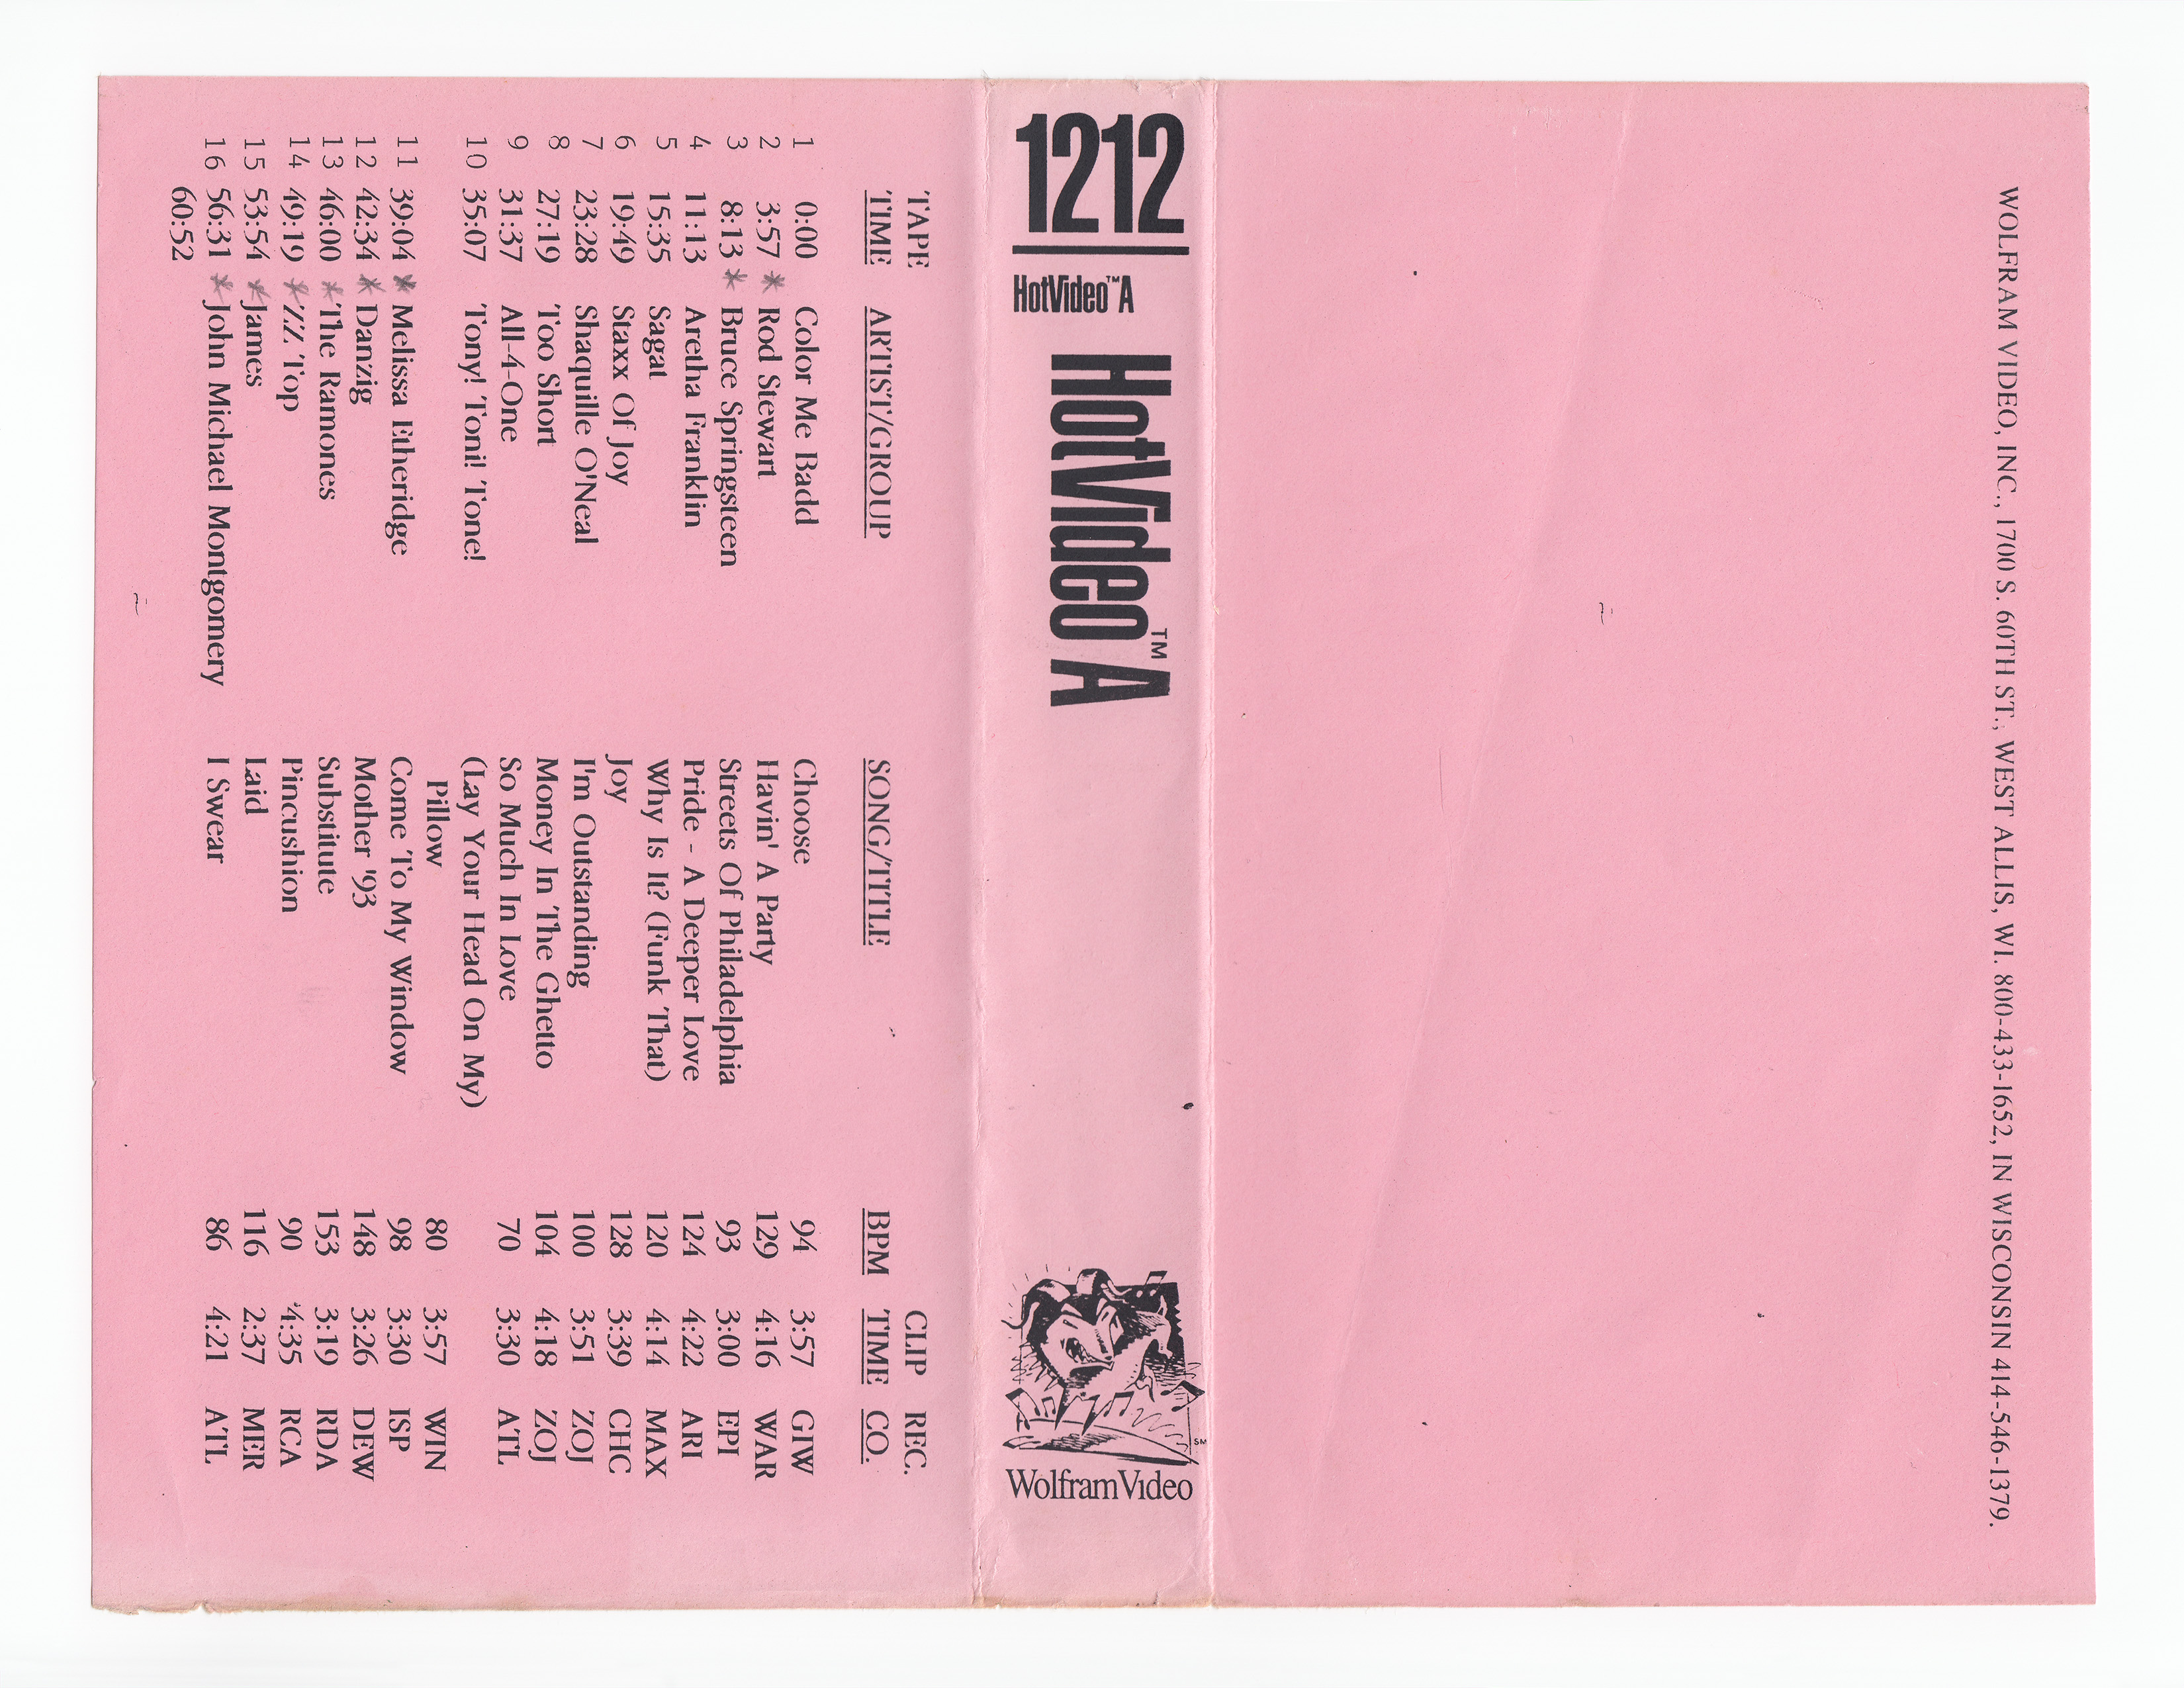 1212
HotVideo™ A
HotVideo™ A
SM
Wolfram Video
TAPE CLIP REC.
TIME ARTIST/GROUP SONG/TITLE BPM TIME CO.
1 0:00 Color Me Badd Choose 94 3:57 GIW
2 3:57 * Rod Stewart Havin' A Party 129 4:16 WAR
3 8:13 * Bruce Springsteen Streets Of Philadelphia 93 3:00 EPI
4 11:13 Aretha Franklin Pride - A Deeper Love 124 4:22 ARI
5 15:35 Sagat Why Is It? (Funk That) 120 4:14 MAX
6 19:49 Staxx Of Joy Joy 128 3:39 CHC
7 23:28 Shaquille O'Neal I'm Outstanding 100 3:51 ZOJ
8 27:19 Too Short Money In The Ghetto 104 4:18 ZOJ
9 31:37 All-4-One So Much In Love 70 3:30 ATL
10 35:07 Tony! Toni! Tone! (Lay Your Head On My)
Pillow 80 3:57 WIN
11 39:04 * Melissa Etheridge Come To My Window 98 3:30 ISP
12 42:34 * Danzig Mother '93 148 3:26 DEW
13 46:00 * The Ramones Substitute 153 3:19 RDA
14 49:19 * ZZ Top Pincushion 90 4:35 RCA
15 53:54 * James Laid 116 2:37 MER
16 56:31 * John Michael Montgomery I Swear 86 4:21 ATL
60:52
WOLFRAM VIDEO, INC., 1700 S. 60TH ST., WEST ALLIS, WI. 800-433-1652, IN WISCONSIN 414-546-1379.